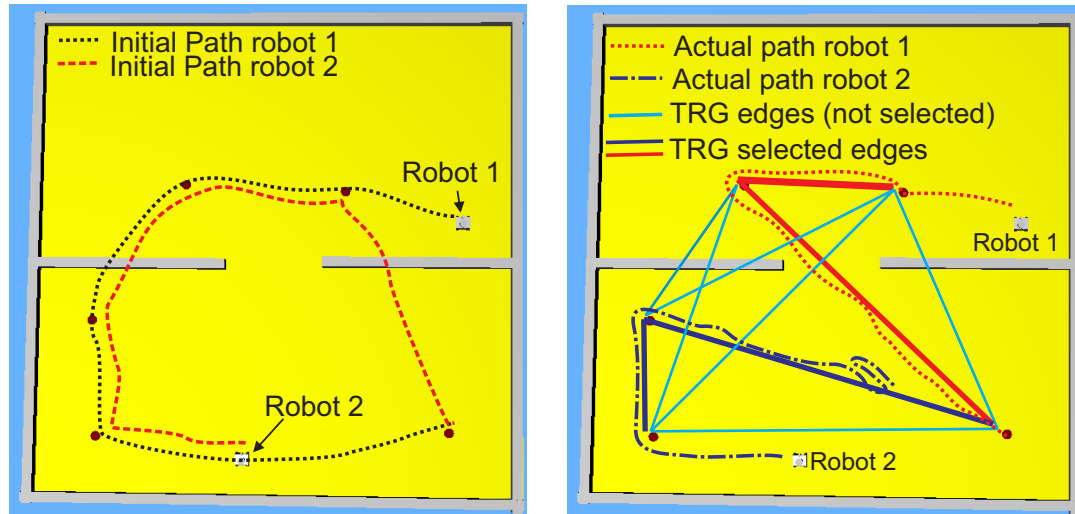 Initial Path robot 1
Initial Path robot 2
Robot 1
Robot 2
Actual path robot 1
Actual path robot 2
TRG edges (not selected)
TRG selected edges
Robot 1
Robot 2